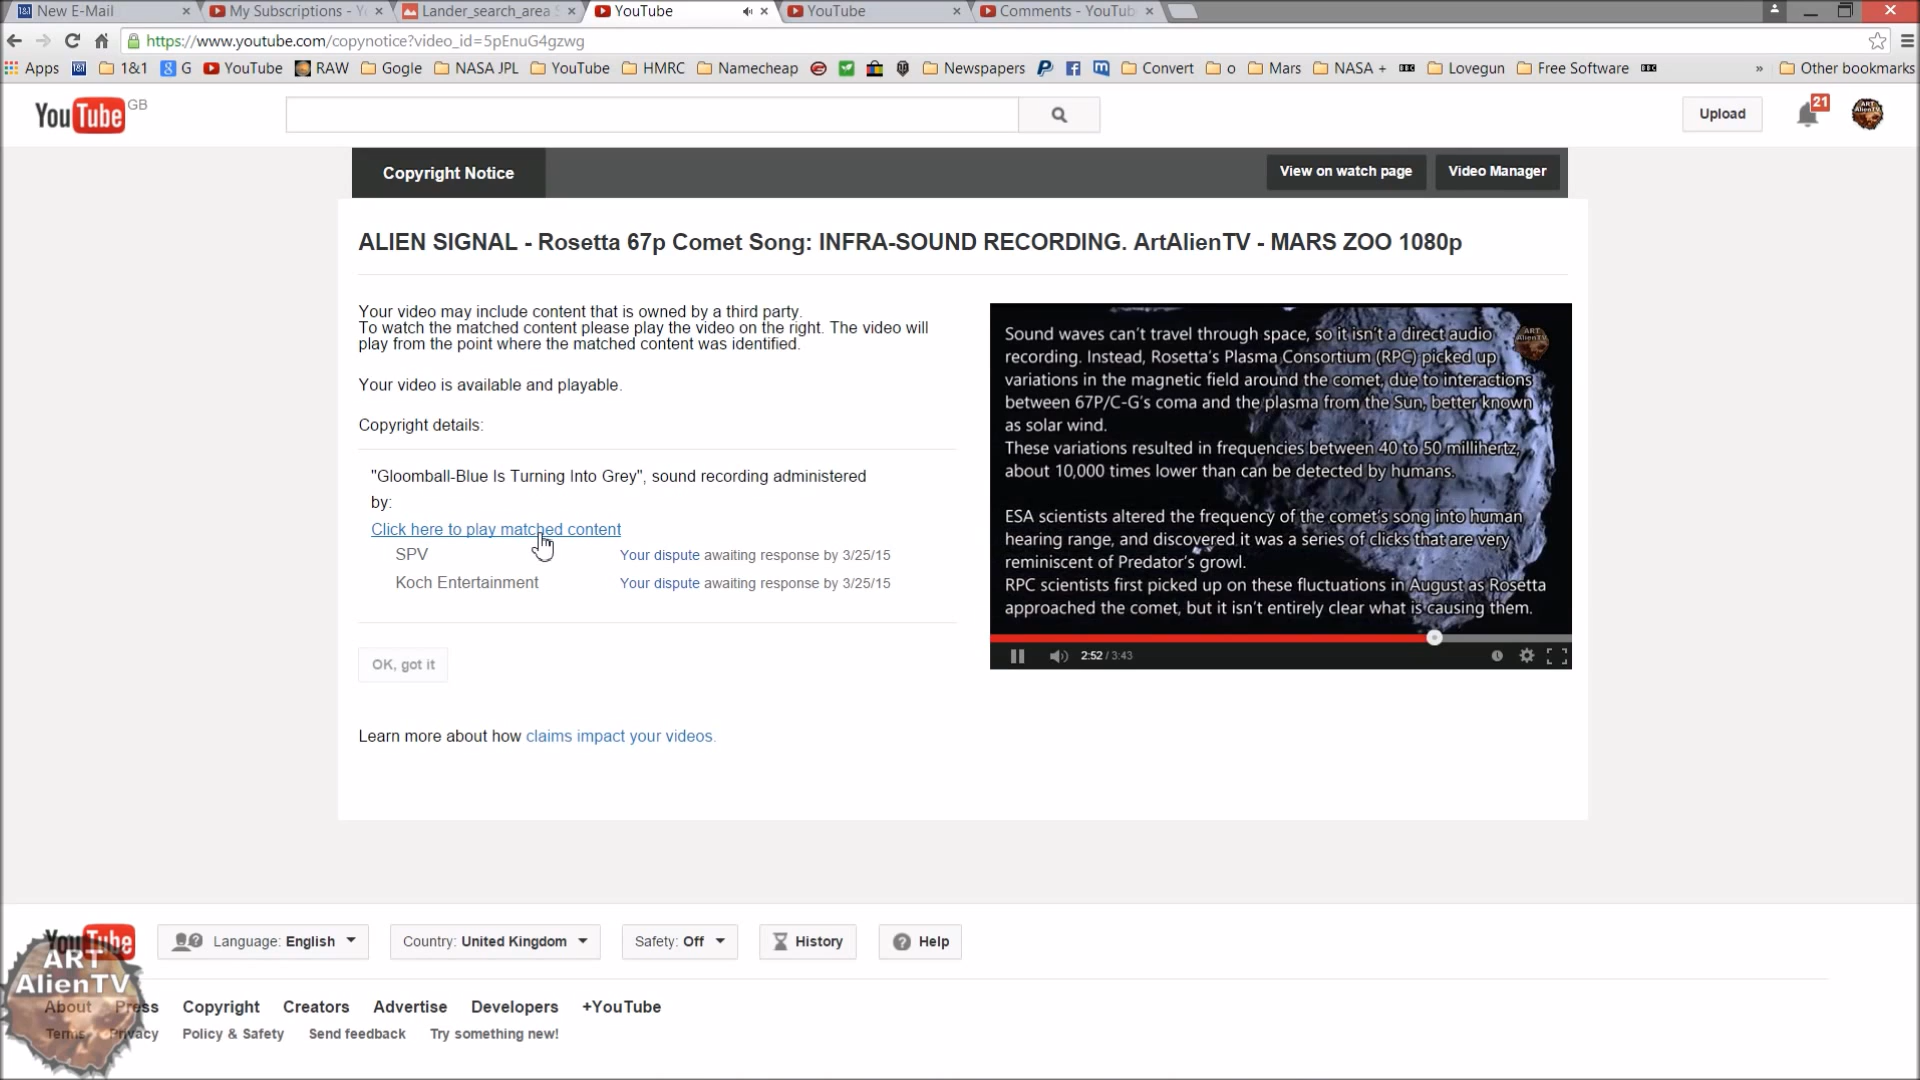 New E-Mail
My Subscriptions - Y
Lander_search_area
YouTube
YouTube
Comments - YouTub
https://www.youtube.com/copynotice?video_id=5pEnuG4gzwg
Apps
1&1
G
YouTube
RAW
Gogle
NASA JPL
YouTube
HMRC
Namecheap
Newspapers
Convert
o
Mars
NASA +
Lovegun
Free Software
»
Other bookmarks
YouTube GB
Upload
21
Copyright Notice
View on watch page
Video Manager
ALIEN SIGNAL - Rosetta 67p Comet Song: INFRA-SOUND RECORDING. ArtAlienTV - MARS ZOO 1080p
Your video may include content that is owned by a third party.
To watch the matched content please play the video on the right. The video will
play from the point where the matched content was identified.
Your video is available and playable.
Copyright details:
"Gloomball-Blue Is Turning Into Grey", sound recording administered
by:
Click here to play matched content
SPV Your dispute awaiting response by 3/25/15
Koch Entertainment Your dispute awaiting response by 3/25/15
OK, got it
Learn more about how claims impact your videos.
Sound waves can't travel through space, so it isn't a direct audio
recording. Instead, Rosetta's Plasma Consortium (RPC) picked up
variations in the magnetic field around the comet, due to interactions
between 67P/C-G's coma and the plasma from the Sun, better known
as solar wind.
These variations resulted in frequencies between 40 to 50 millihertz,
about 10,000 times lower than can be detected by humans.
ESA scientists altered the frequency of the comet's song into human
hearing range, and discovered it was a series of clicks that are very
reminiscent of Predator's growl.
RPC scientists first picked up on these fluctuations in August as Rosetta
approached the comet, but it isn't entirely clear what is causing them.
2:52 / 3:43
YouTube
Language: English
Country: United Kingdom
Safety: Off
History
Help
ART
AlienTV
About Press Copyright Creators Advertise Developers +YouTube
Terms Privacy Policy & Safety Send feedback Try something new!